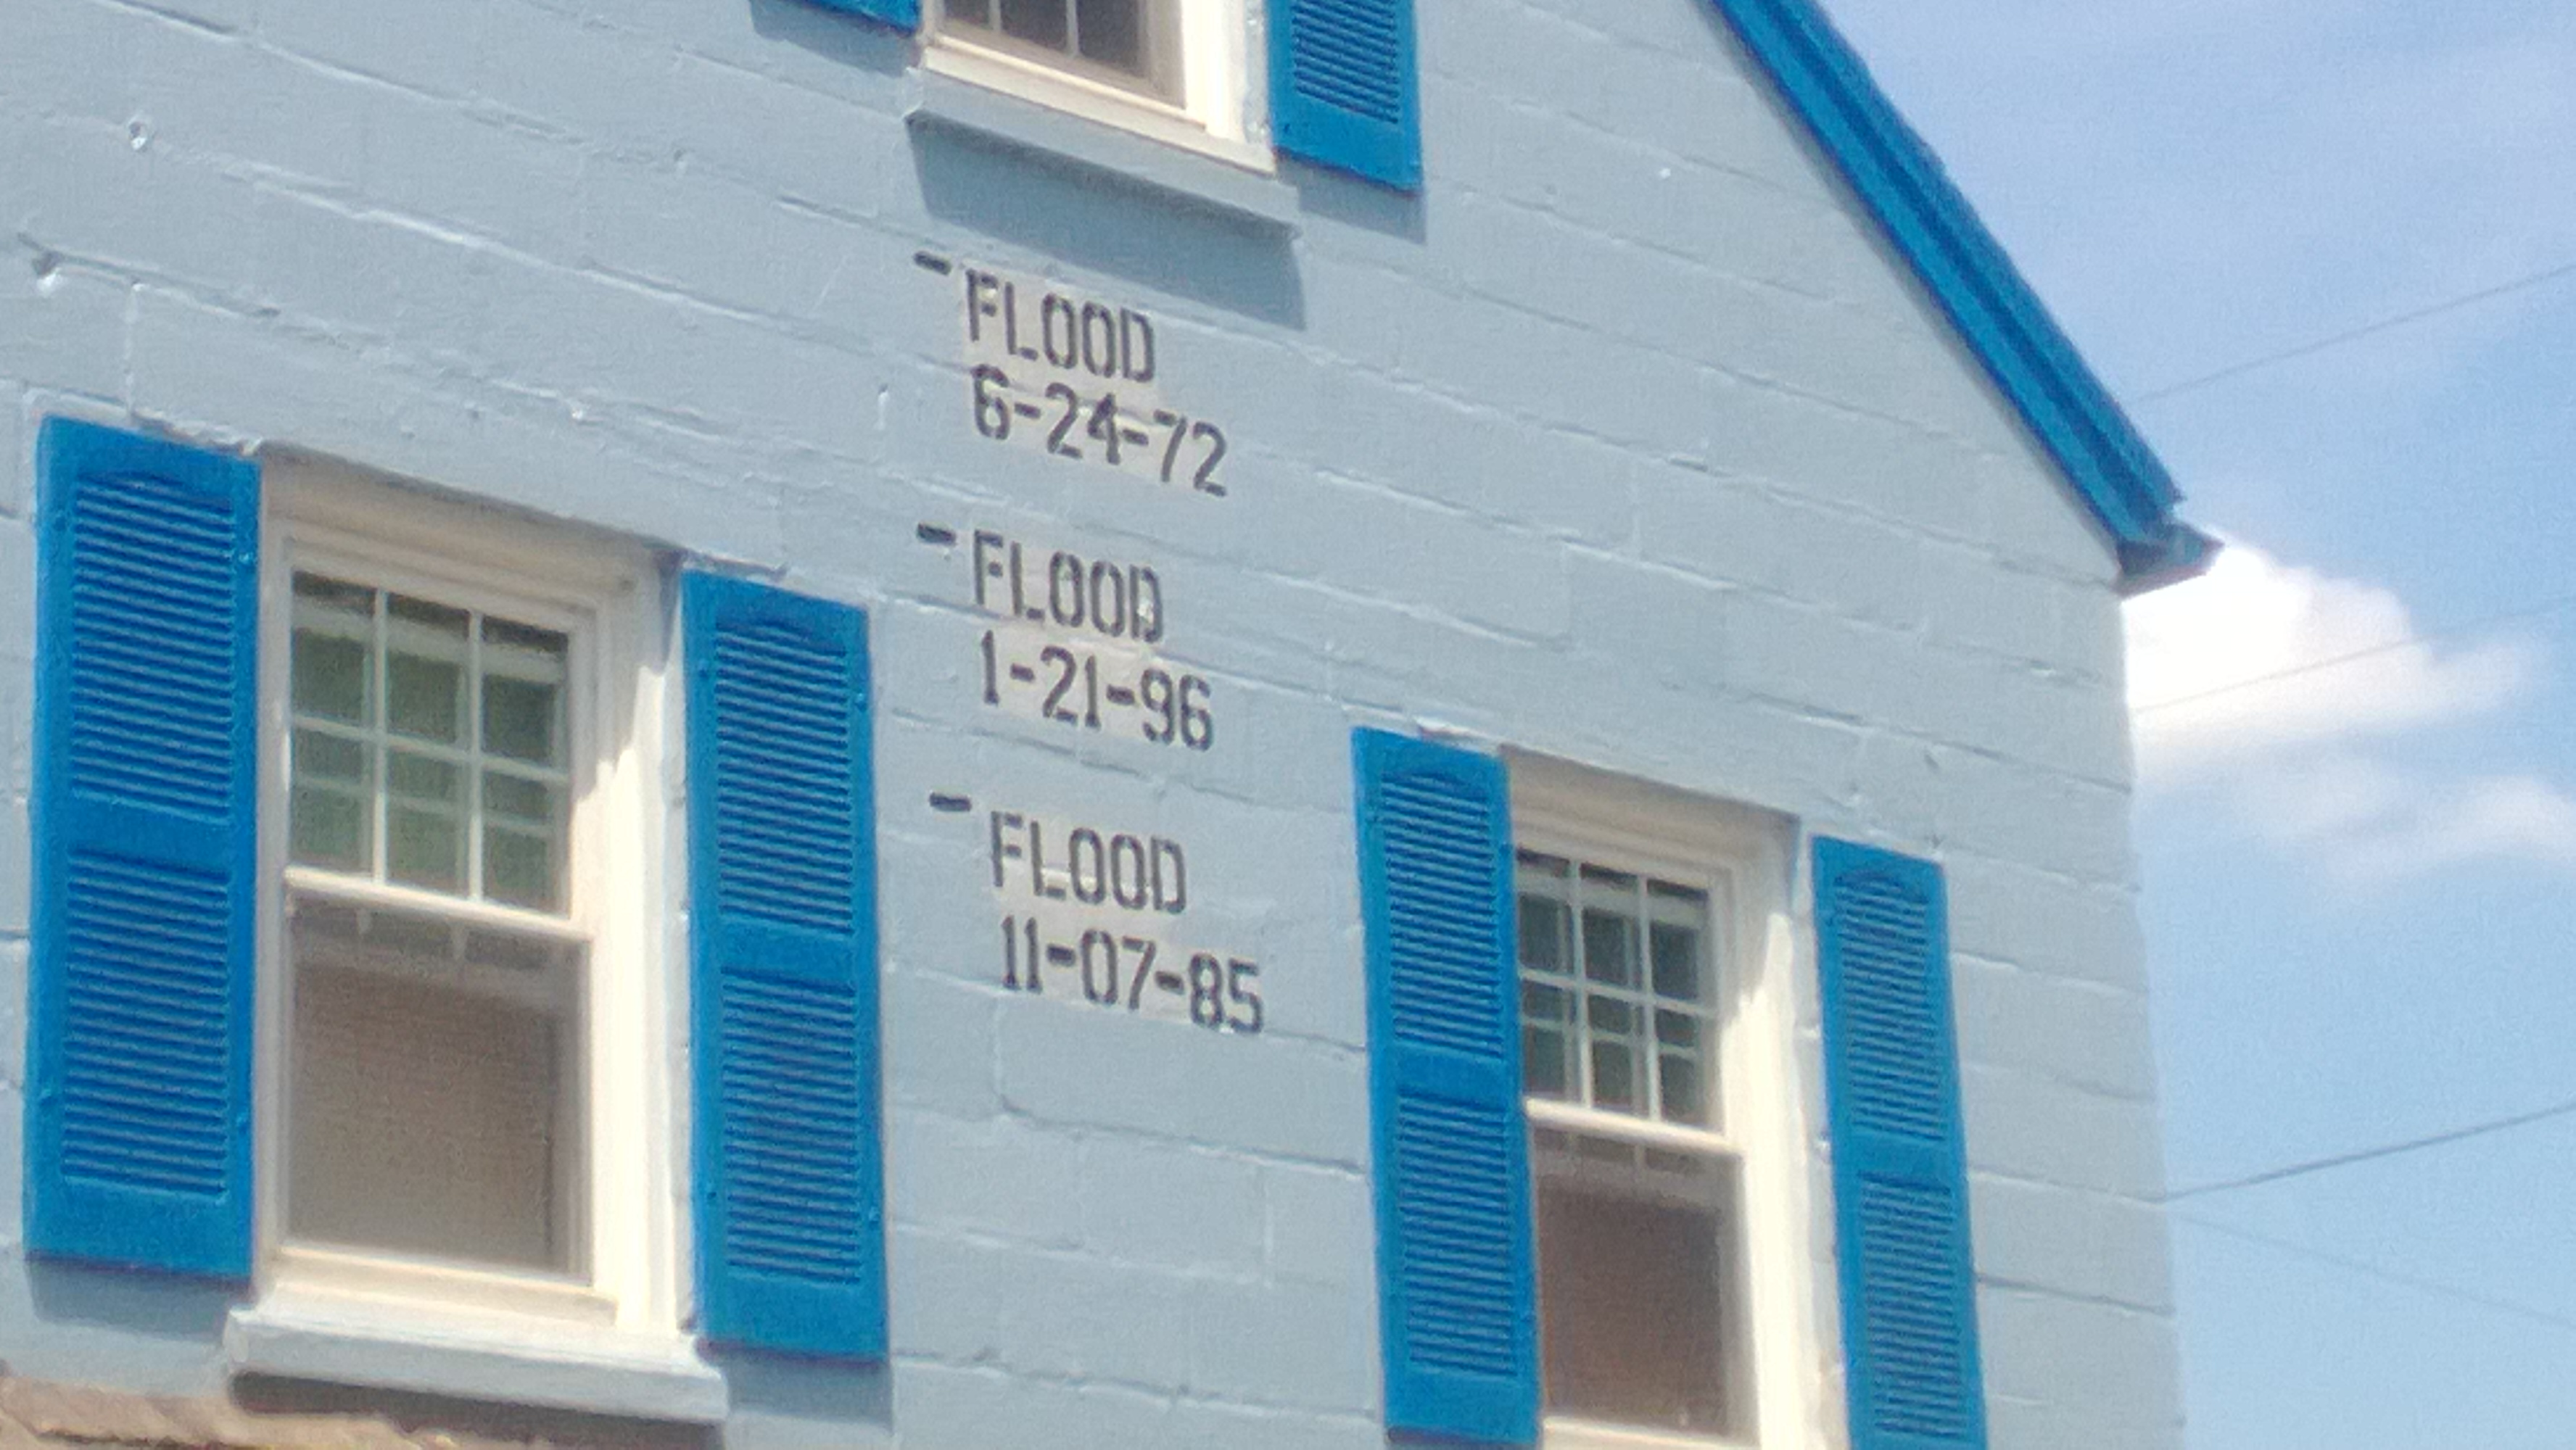 - FLOOD
6-24-72
- FLOOD
1-21-96
- FLOOD
11-07-85